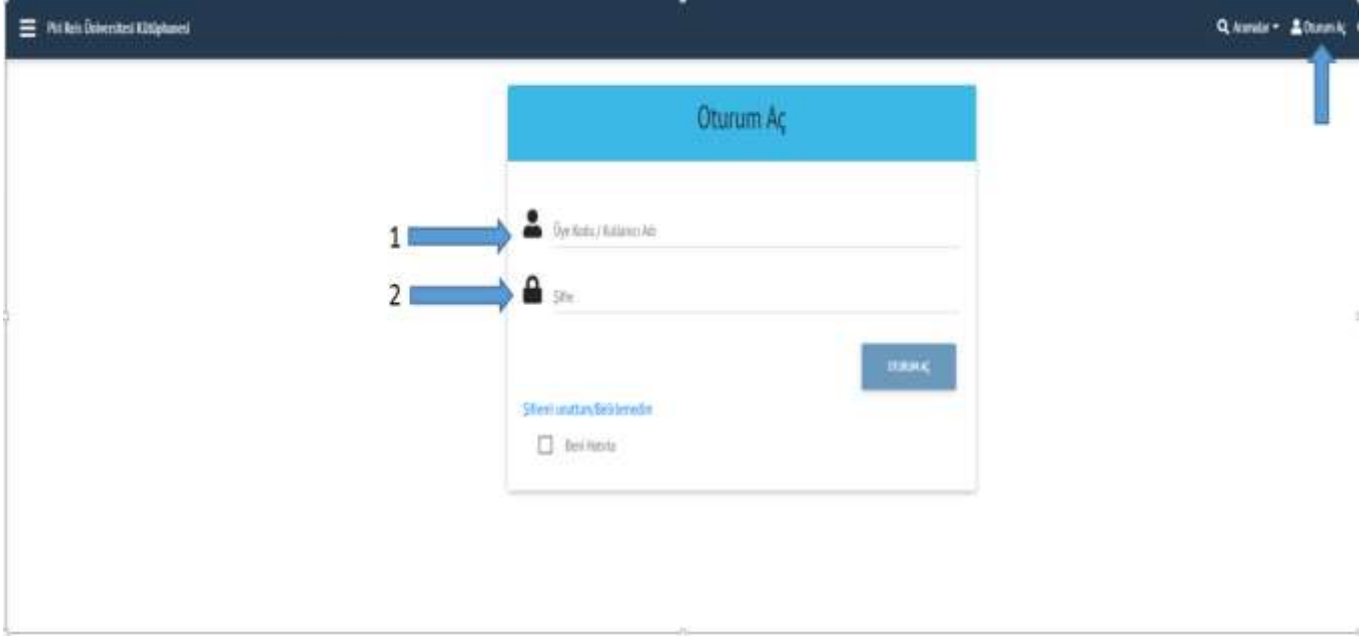 Piri Reis Üniversitesi Kütüphanesi
Aramalar
Oturum Aç
Oturum Aç
1
Üye Kodu / Kullanıcı Adı
2
Şifre
OTURUM AÇ
Şifremi unuttum/Belirlemedim
Beni Hatırla